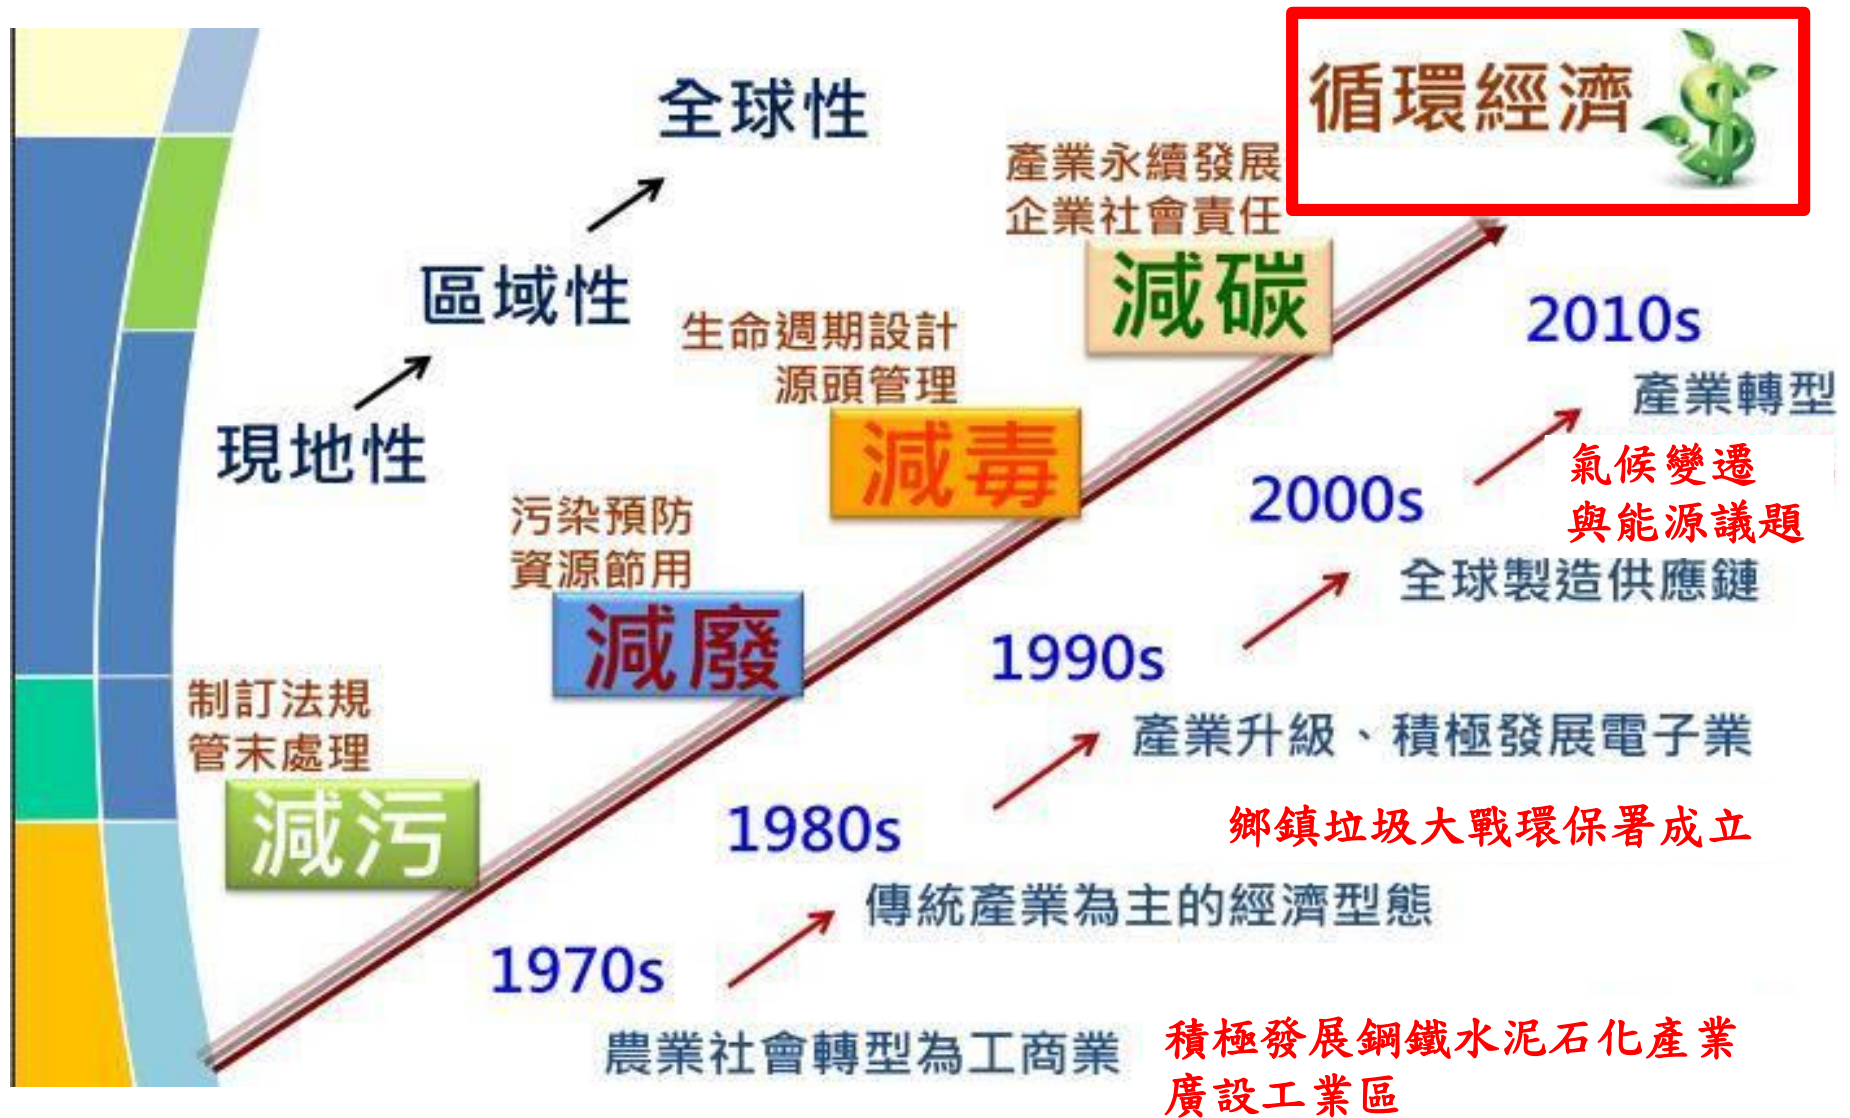 循環經濟
全球性
產業永續發展
企業社會責任
減碳
區域性
2010s
產業轉型
氣候變遷
與能源議題
生命週期設計
源頭管理
減毒
現地性
2000s
全球製造供應鏈
污染預防
資源節用
減廢
1990s
產業升級、積極發展電子業
制訂法規
管末處理
減污
1980s
鄉鎮垃圾大戰環保署成立
傳統產業為主的經濟型態
1970s
農業社會轉型為工商業
積極發展鋼鐵水泥石化產業
廣設工業區